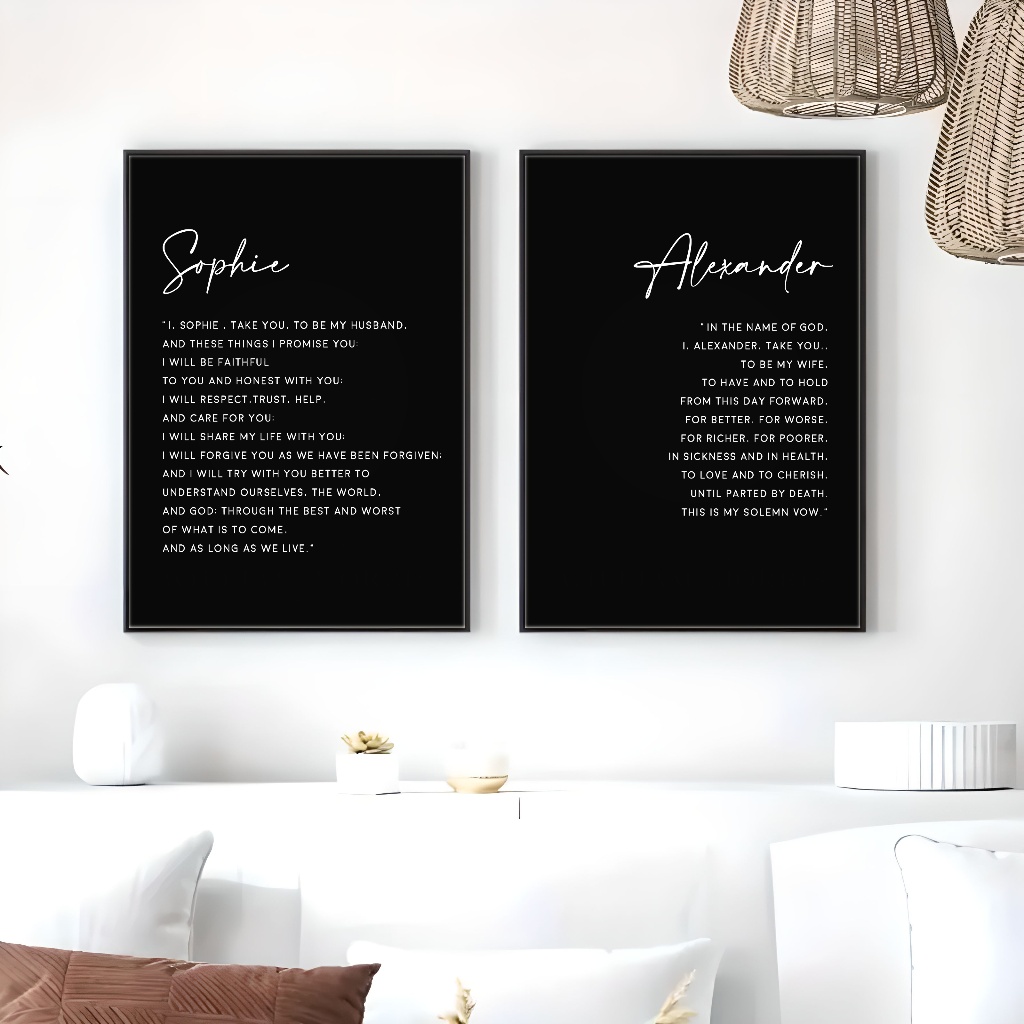 Sophie
"I, SOPHIE , TAKE YOU, TO BE MY HUSBAND,
AND THESE THINGS I PROMISE YU:
I WILL BE FAITHFUL
TO YOU AND HONEST WITH YOU;
I WILL RESPECT,TRUST, HELP,
AND CARE FOR YOU;
I WILL SHARE MY LIFE WITH YOU;
I WILL FORGIVE YOU AS WE HAVE BEEN FORGIVEN;
AND I WILL TRY WITH YOU BETTER TO
UNDERSTAND OURSELVES, THE WORLD,
AND GOD; THROUGH THE BEST AND WORST
OF WHAT IS TO COME,
AND AS LONG AS WE LIVE."
Alexander
"IN THE NAME OF GOD,
I, ALEXANDER, TAKE YOU,,
TO BE MY WIFE,
TO HAVE AND TO HOLD
FROM THIS DAY FORWARD,
FOR BETTER, FOR WORSE,
FOR RICHER, FOR POORER,
IN SICKNESS AND IN HEALTH,
TO LOVE AND TO CHERISH,
UNTIL PARTED BY DEATH.
THIS IS MY SOLEMN VOW."